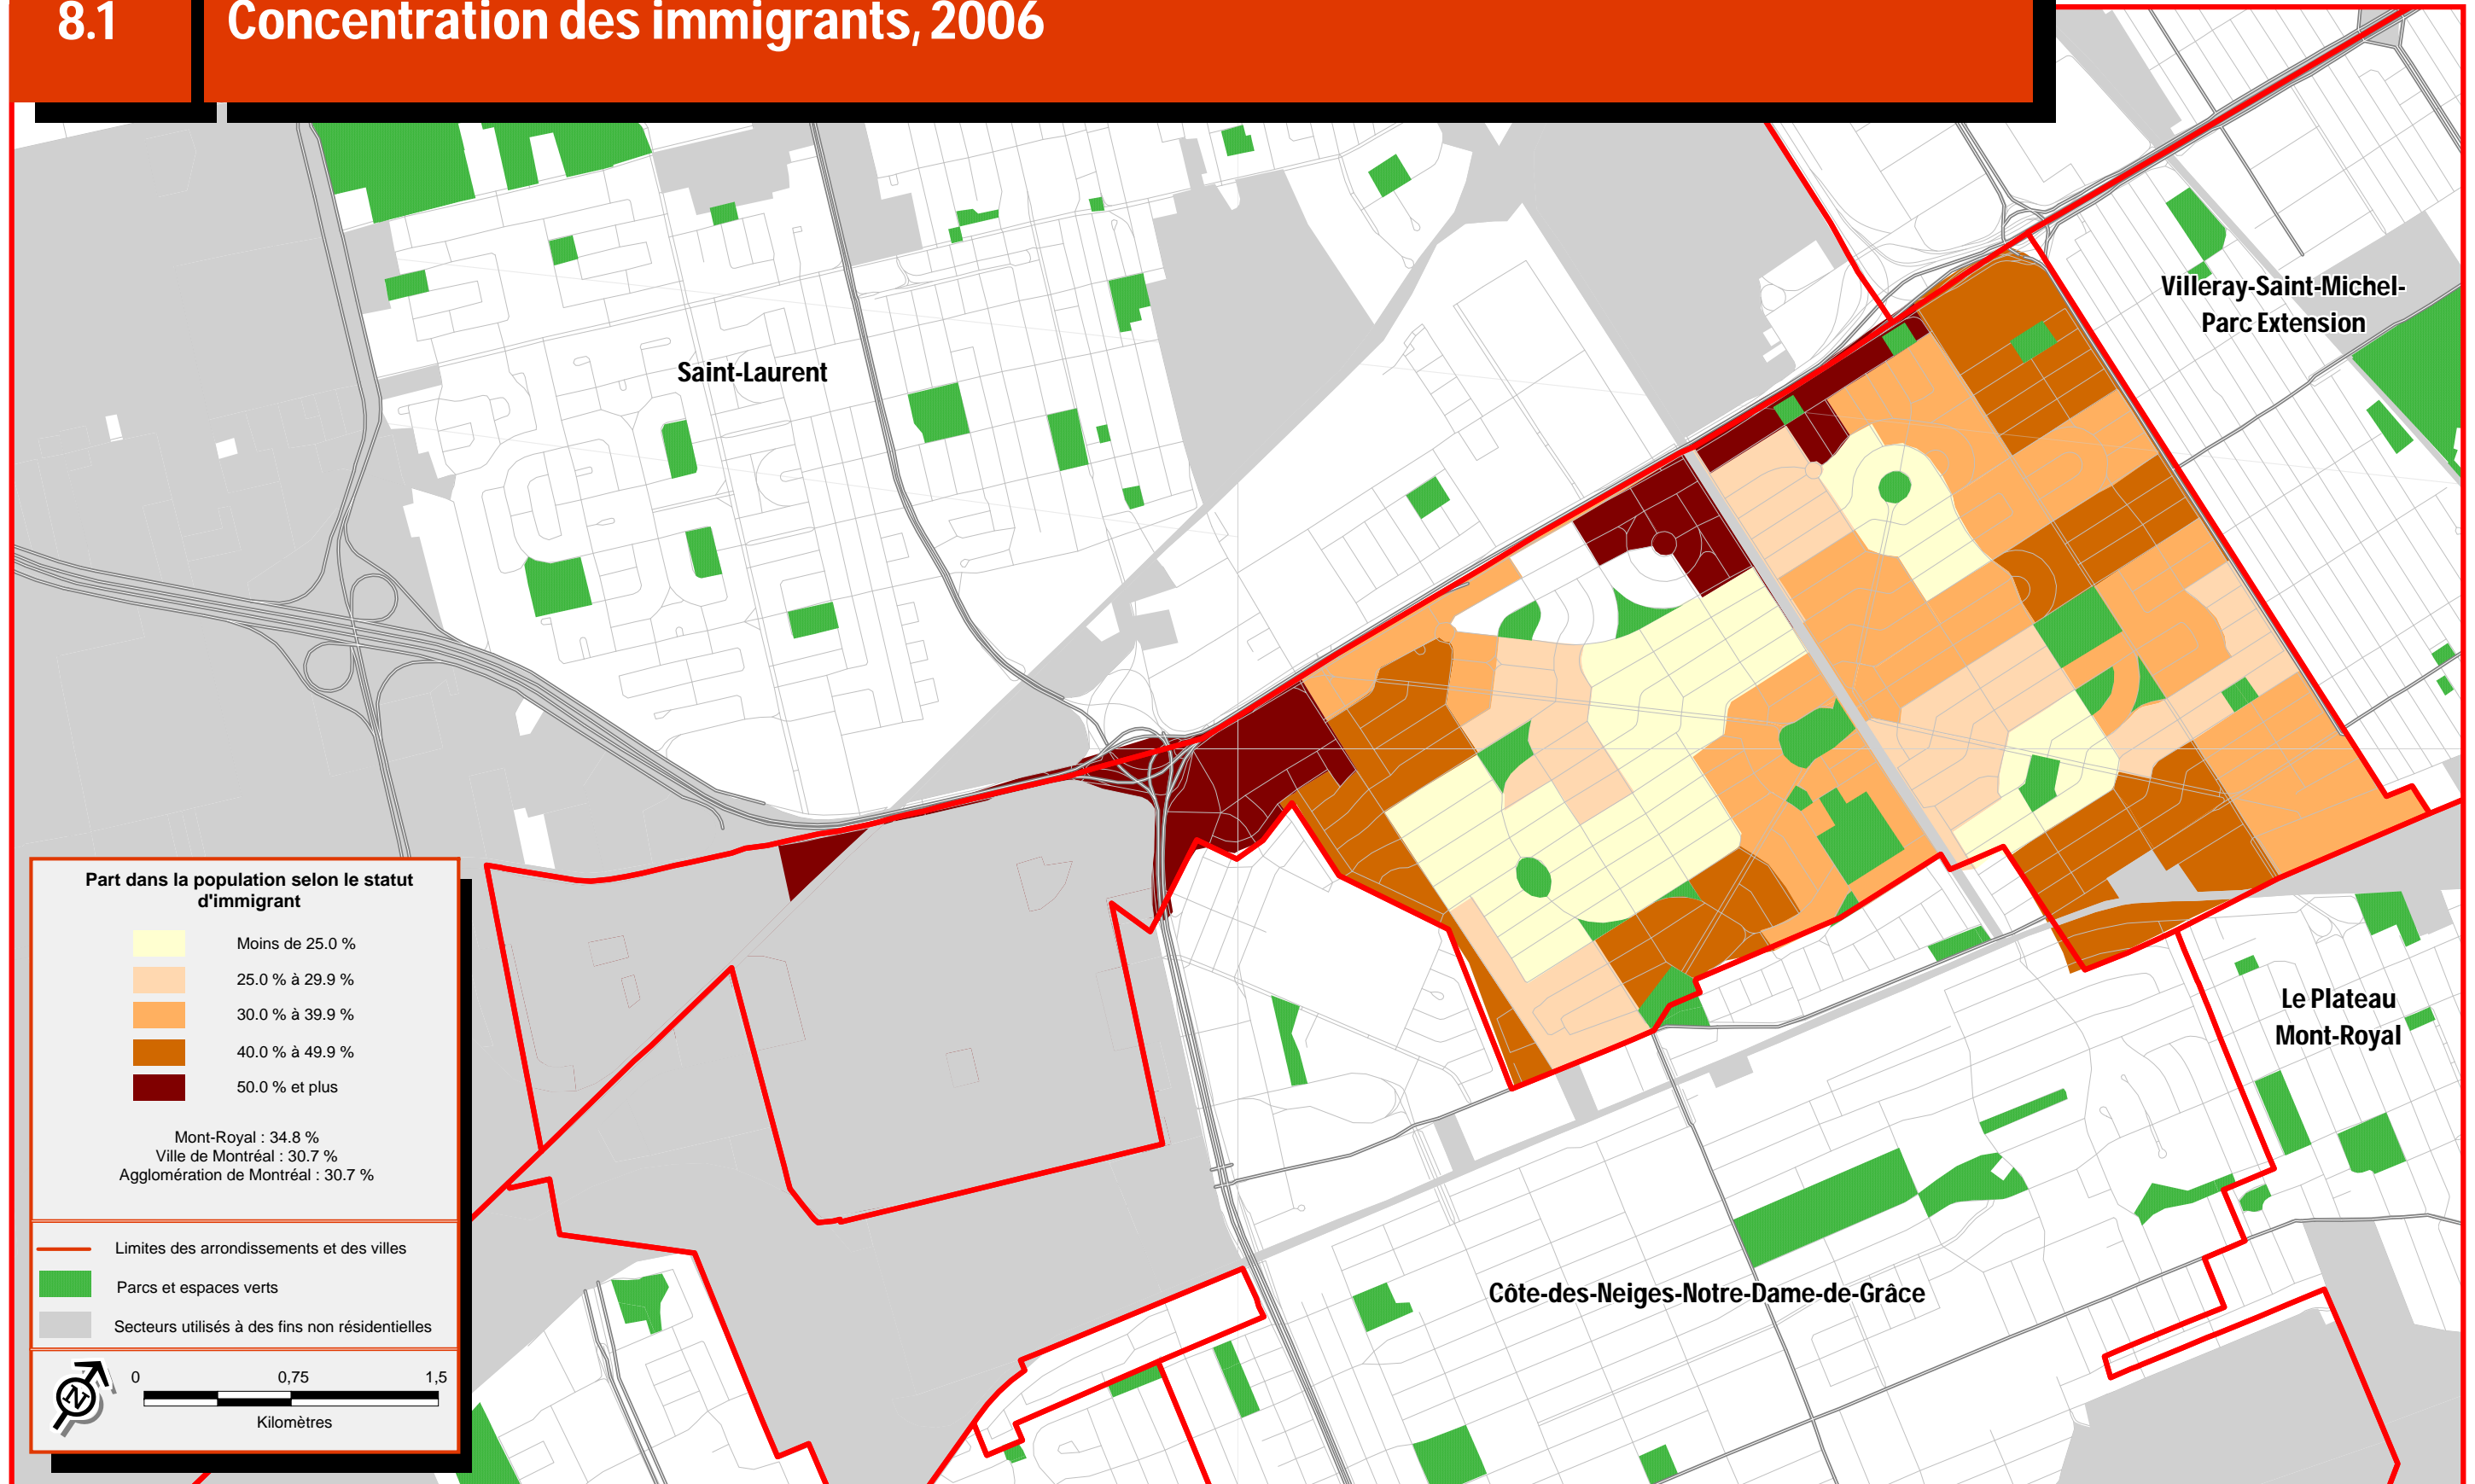 8.1
Concentration des immigrants, 2006
Villeray-Saint-Michel-
Parc Extension
Saint-Laurent
Le Plateau
Mont-Royal
Côte-des-Neiges-Notre-Dame-de-Grâce
Part dans la population selon le statut
d'immigrant
Moins de 25.0 %
25.0 % à 29.9 %
30.0 % à 39.9 %
40.0 % à 49.9 %
50.0 % et plus
Mont-Royal : 34.8 %
Ville de Montréal : 30.7 %
Agglomération de Montréal : 30.7 %
Limites des arrondissements et des villes
Parcs et espaces verts
Secteurs utilisés à des fins non résidentielles
N
0 0,75 1,5
Kilomètres